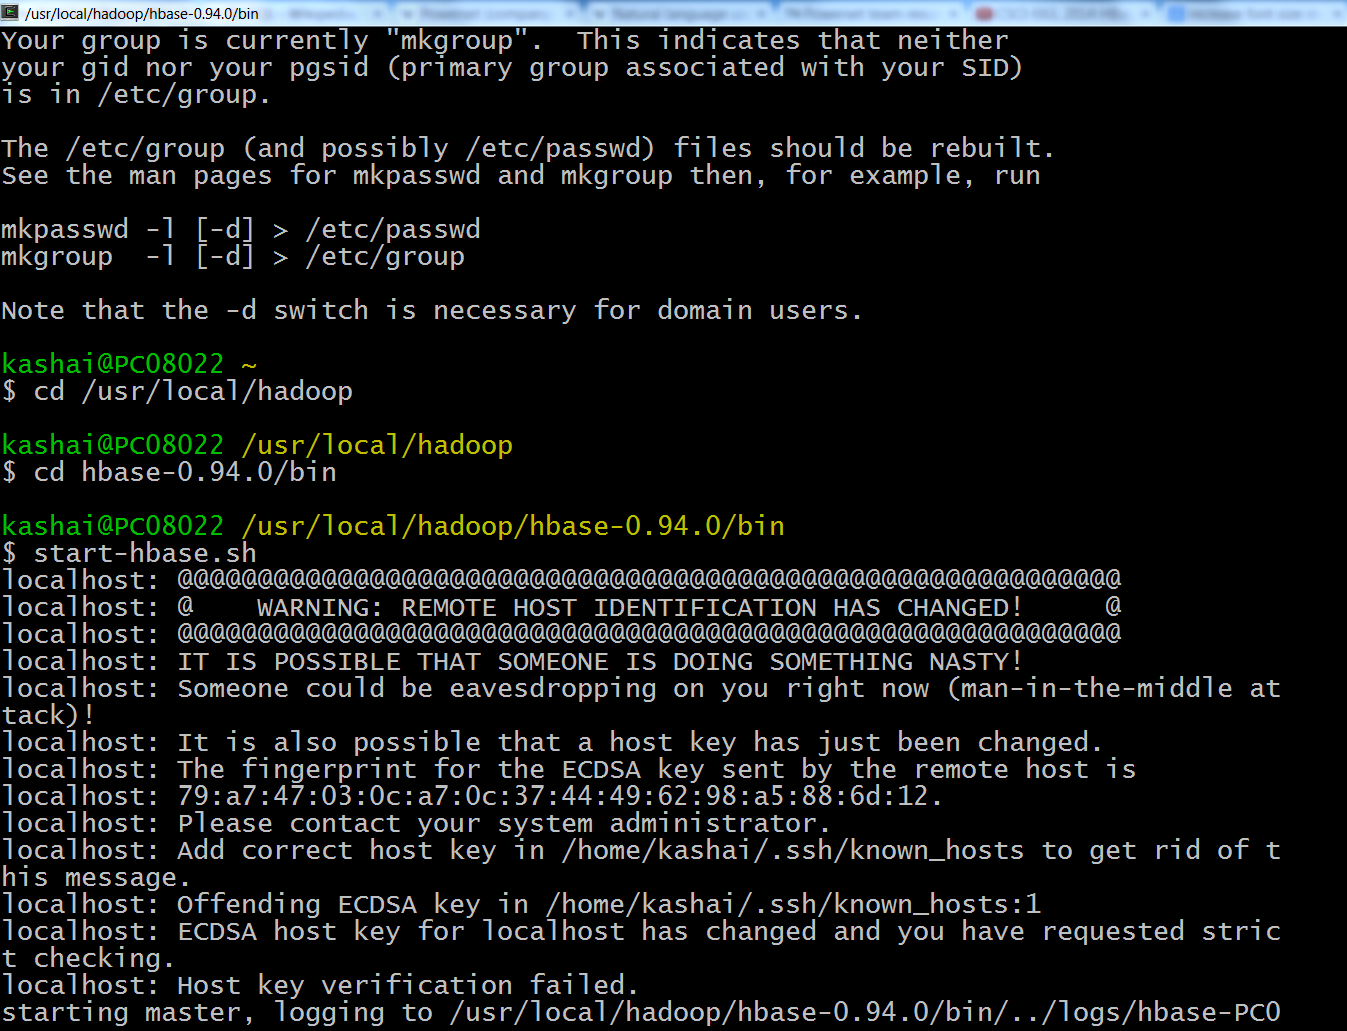 /usr/local/hadoop/hbase-0.94.0/bin
Your group is currently "mkgroup".  This indicates that neither
your gid nor your pgsid (primary group associated with your SID)
is in /etc/group.
The /etc/group (and possibly /etc/passwd) files should be rebuilt.
See the man pages for mkpasswd and mkgroup then, for example, run
mkpasswd -l [-d] > /etc/passwd
mkgroup  -l [-d] > /etc/group
Note that the -d switch is necessary for domain users.
kashai@PC08022 ~
$ cd /usr/local/hadoop
kashai@PC08022 /usr/local/hadoop
$ cd hbase-0.94.0/bin
kashai@PC08022 /usr/local/hadoop/hbase-0.94.0/bin
$ start-hbase.sh
localhost: @@@@@@@@@@@@@@@@@@@@@@@@@@@@@@@@@@@@@@@@@@@@@@@@@@@@@@@@@@@
localhost: @    WARNING: REMOTE HOST IDENTIFICATION HAS CHANGED!     @
localhost: @@@@@@@@@@@@@@@@@@@@@@@@@@@@@@@@@@@@@@@@@@@@@@@@@@@@@@@@@@@
localhost: IT IS POSSIBLE THAT SOMEONE IS DOING SOMETHING NASTY!
localhost: Someone could be eavesdropping on you right now (man-in-the-middle at
tack)!
localhost: It is also possible that a host key has just been changed.
localhost: The fingerprint for the ECDSA key sent by the remote host is
localhost: 79:a7:47:03:0c:a7:0c:37:44:49:62:98:a5:88:6d:12.
localhost: Please contact your system administrator.
localhost: Add correct host key in /home/kashai/.ssh/known_hosts to get rid of t
his message.
localhost: Offending ECDSA key in /home/kashai/.ssh/known_hosts:1
localhost: ECDSA host key for localhost has changed and you have requested stric
t checking.
localhost: Host key verification failed.
starting master, logging to /usr/local/hadoop/hbase-0.94.0/bin/../logs/hbase-PC0